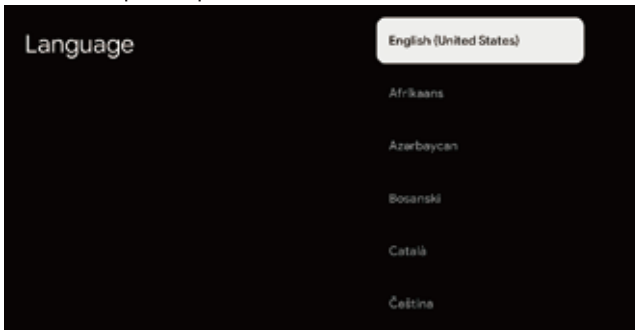 Language
English (United States)
Afrikaans
Azərbaycan
Bosanski
Català
Čeština